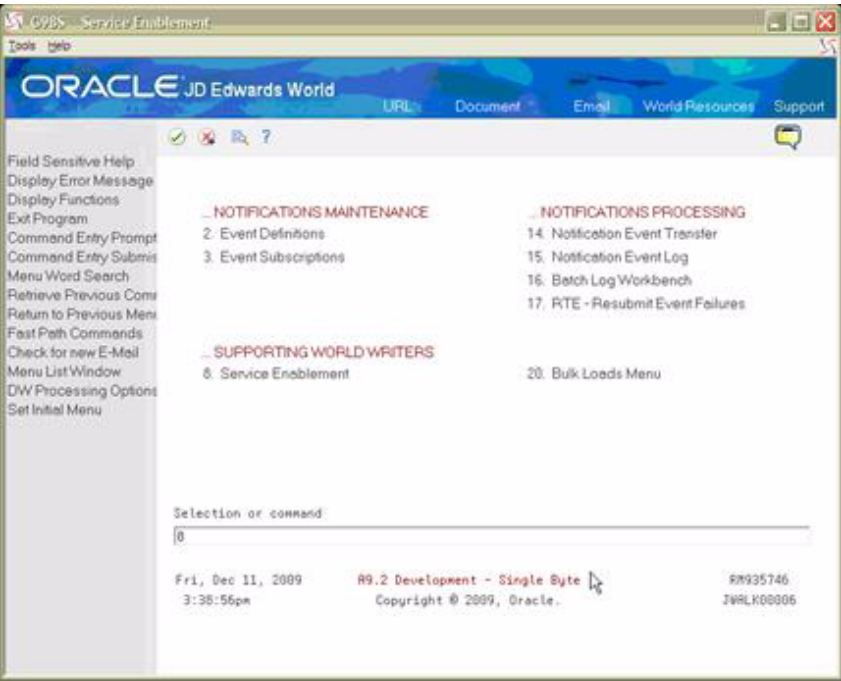 G98S - Service Enablement
Tools Help
ORACLE JD Edwards World
URL Document Email World Resources Support
Field Sensitive Help
Display Error Message
Display Functions
Exit Program
Command Entry Prompt
Command Entry Submis
Menu Word Search
Retrieve Previous Comm
Return to Previous Menu
Fast Path Commands
Check for new E-Mail
Menu List Window
DW Processing Options
Set Initial Menu
?
... NOTIFICATIONS MAINTENANCE
2. Event Definitions
3. Event Subscriptions
... NOTIFICATIONS PROCESSING
14. Notification Event Transfer
15. Notification Event Log
16. Batch Log Workbench
17. RTE - Resubmit Event Failures
... SUPPORTING WORLD WRITERS
8. Service Enablement
20. Bulk Loads Menu
Selection or command
8
Fri, Dec 11, 2009 A9.2 Development - Single Byte RM935746
3:38:56pm Copyright © 2009, Oracle. JWALK00006